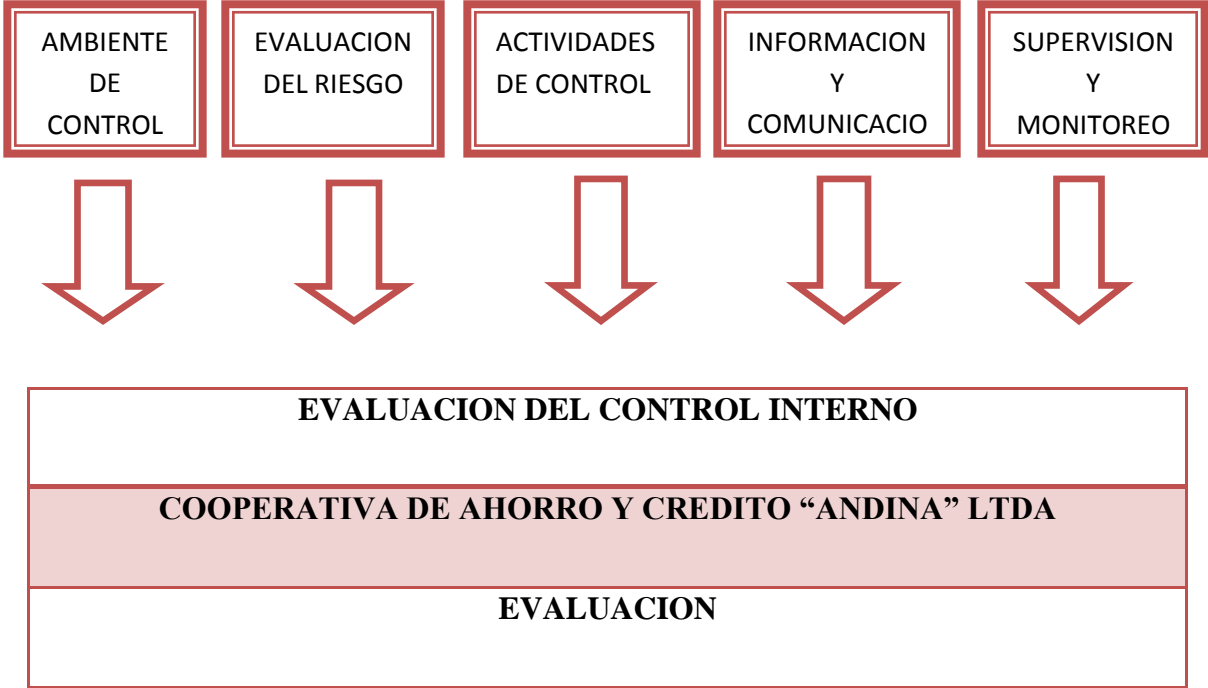 AMBIENTE
DE
CONTROL
EVALUACION
DEL RIESGO
ACTIVIDADES
DE CONTROL
INFORMACION
Y
COMUNICACIO
SUPERVISION
Y
MONITOREO
EVALUACION DEL CONTROL INTERNO
COOPERATIVA DE AHORRO Y CREDITO “ANDINA” LTDA
EVALUACION